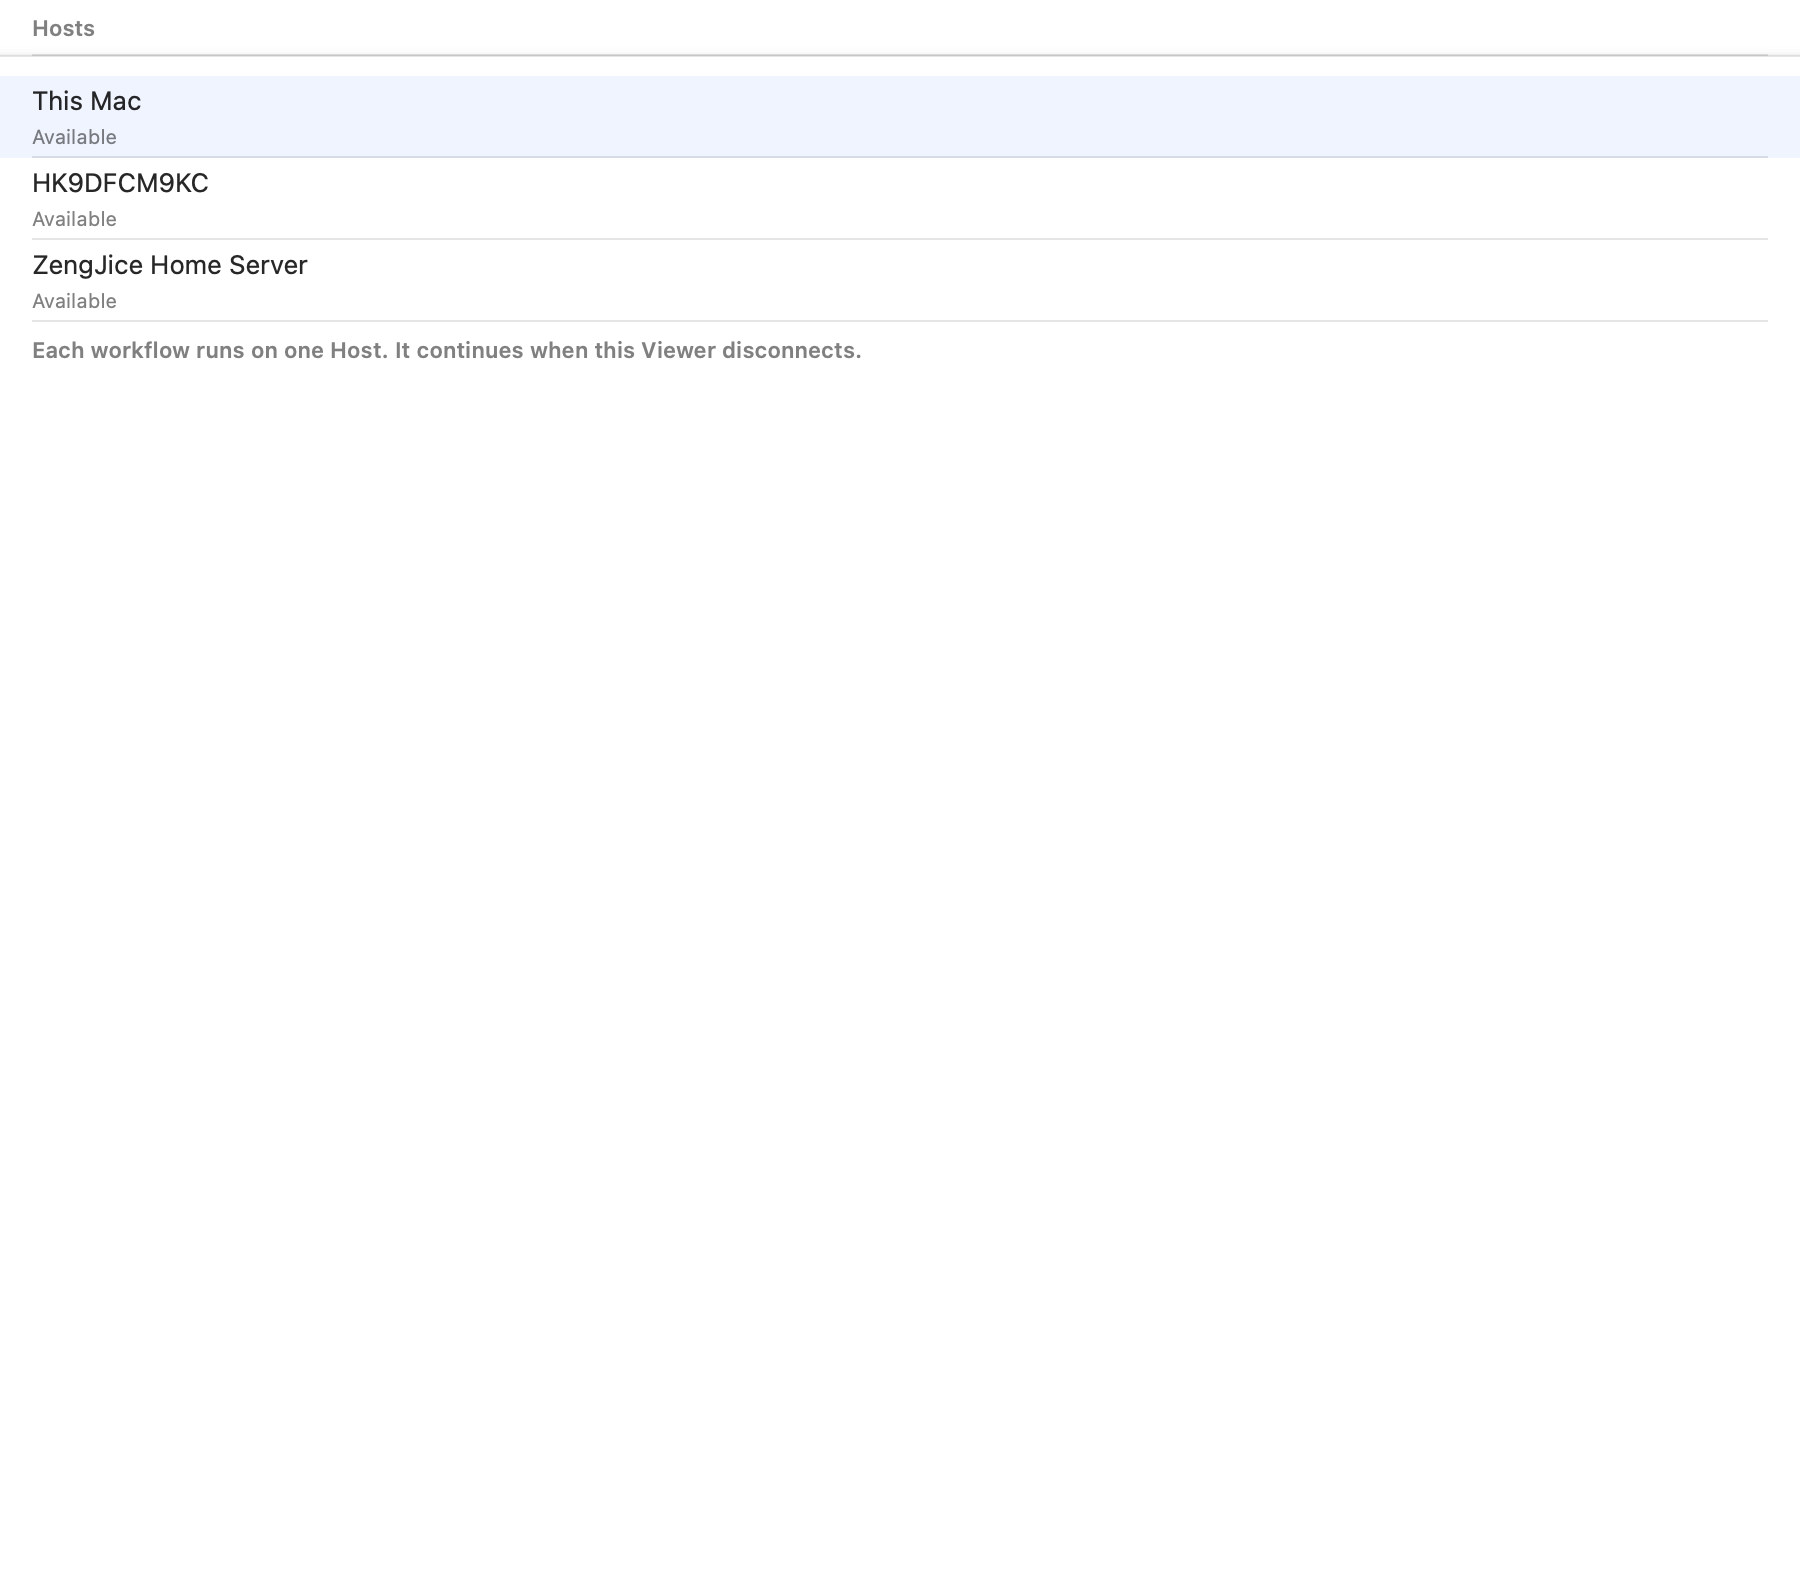 Hosts
This Mac
Available
HK9DFCM9KC
Available
ZengJice Home Server
Available
Each workflow runs on one Host. It continues when this Viewer disconnects.